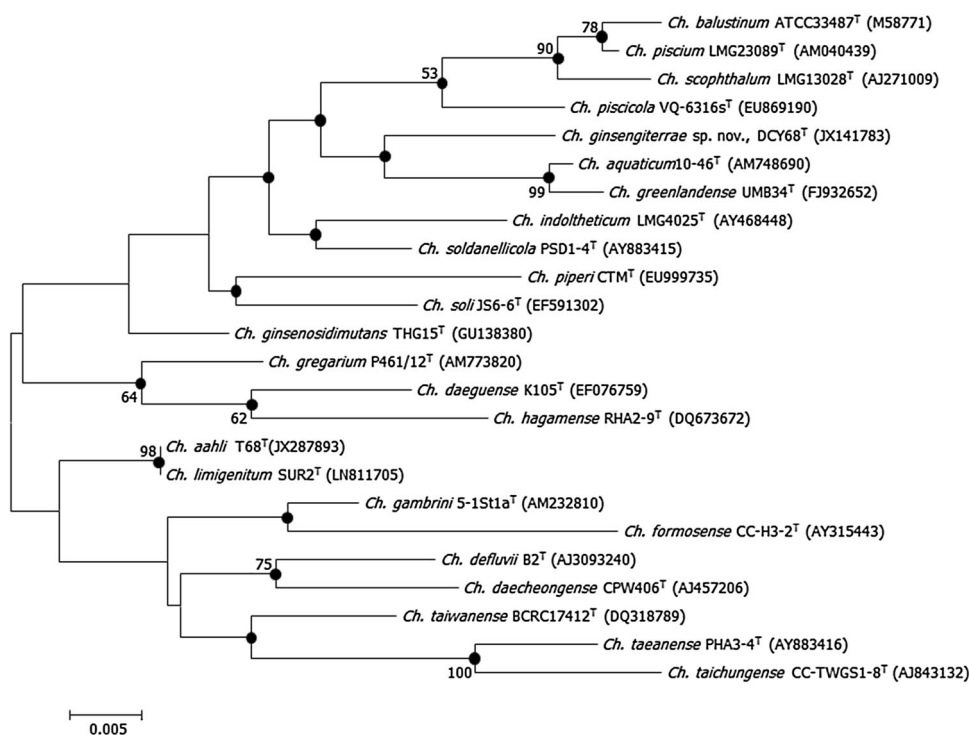 78
Ch. balustinum ATCC33487ᵀ (M58771)
90
Ch. piscium LMG23089ᵀ (AM040439)
53
Ch. scophthalum LMG13028ᵀ (AJ271009)
Ch. piscicola VQ-6316sᵀ (EU869190)
Ch. ginsengiterrae sp. nov., DCY68ᵀ (JX141783)
Ch. aquaticum10-46ᵀ (AM748690)
99
Ch. greenlandense UMB34ᵀ (FJ932652)
Ch. indoltheticum LMG4025ᵀ (AY468448)
Ch. soldanellicola PSD1-4ᵀ (AY883415)
Ch. piperi CTMᵀ (EU999735)
Ch. soli JS6-6ᵀ (EF591302)
Ch. ginsenosidimutans THG15ᵀ (GU138380)
Ch. gregarium P461/12ᵀ (AM773820)
64
Ch. daeguense K105ᵀ (EF076759)
62
Ch. hagamense RHA2-9ᵀ (DQ673672)
98
Ch. aahli T68ᵀ(JX287893)
Ch. limigenitum SUR2ᵀ (LN811705)
Ch. gambrini 5-1St1aᵀ (AM232810)
Ch. formosense CC-H3-2ᵀ (AY315443)
75
Ch. defluvii B2ᵀ (AJ3093240)
Ch. daecheongense CPW406ᵀ (AJ457206)
Ch. taiwanense BCRC17412ᵀ (DQ318789)
Ch. taeanense PHA3-4ᵀ (AY883416)
100
Ch. taichungense CC-TWGS1-8ᵀ (AJ843132)
0.005